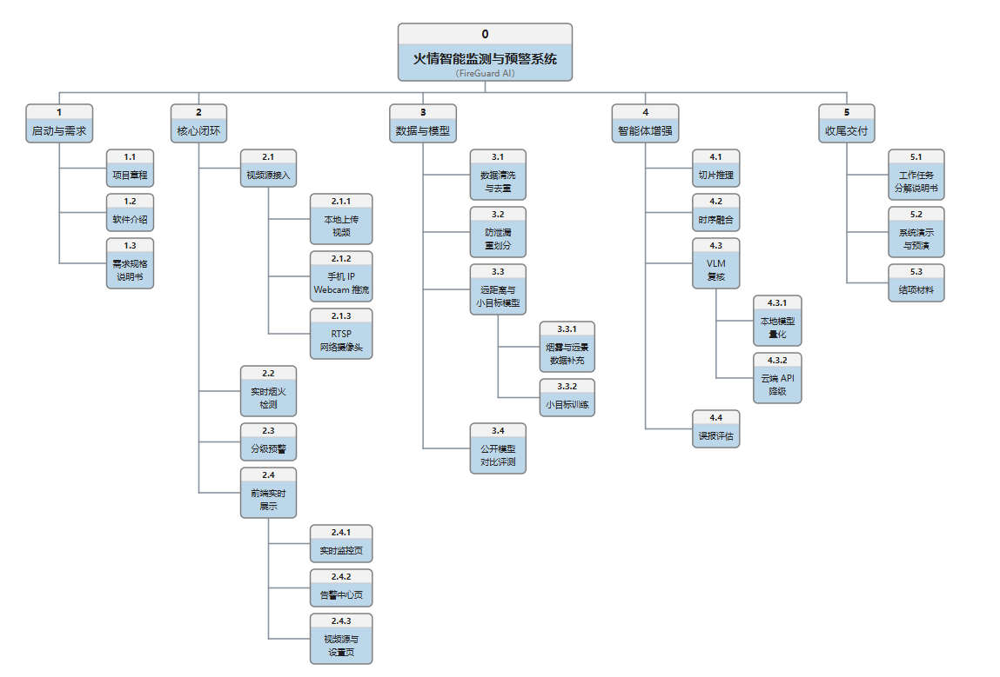 0
火情智能监测与预警系统
(FireGuard AI)
1
启动与需求
1.1
项目章程
1.2
软件介绍
1.3
需求规格
说明书
2
核心闭环
2.1
视频源接入
2.1.1
本地上传
视频
2.1.2
手机 IP
Webcam 推流
2.1.3
RTSP
网络摄像头
2.2
实时烟火
检测
2.3
分级预警
2.4
前端实时
展示
2.4.1
实时监控页
2.4.2
告警中心页
2.4.3
视频源与
设置页
3
数据与模型
3.1
数据清洗
与去重
3.2
防泄漏
重划分
3.3
远距离与
小目标模型
3.3.1
烟雾与远景
数据补充
3.3.2
小目标训练
3.4
公开模型
对比评测
4
智能体增强
4.1
切片推理
4.2
时序融合
4.3
VLM
复核
4.3.1
本地模型
量化
4.3.2
云端 API
降级
4.4
误报评估
5
收尾交付
5.1
工作任务
分解说明书
5.2
系统演示
与预演
5.3
结项材料